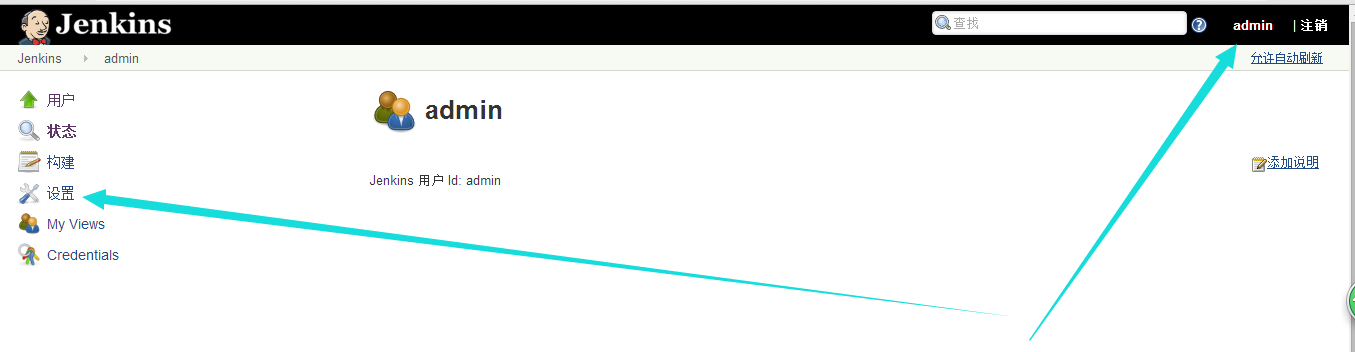 Jenkins 查找 admin | 注销
Jenkins admin 允许自动刷新
用户
状态
构建
设置
My Views
Credentials
admin
Jenkins 用户 Id: admin
添加说明